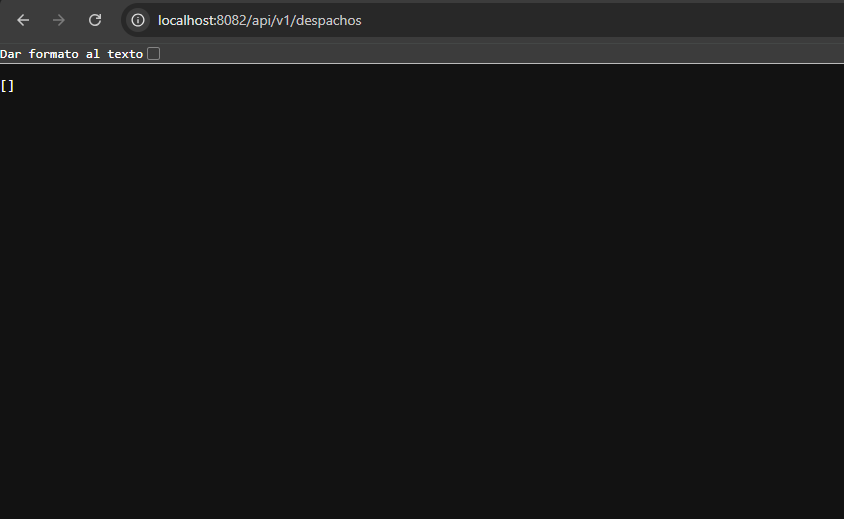 localhost:8082/api/v1/despachos
Dar formato al texto
[]